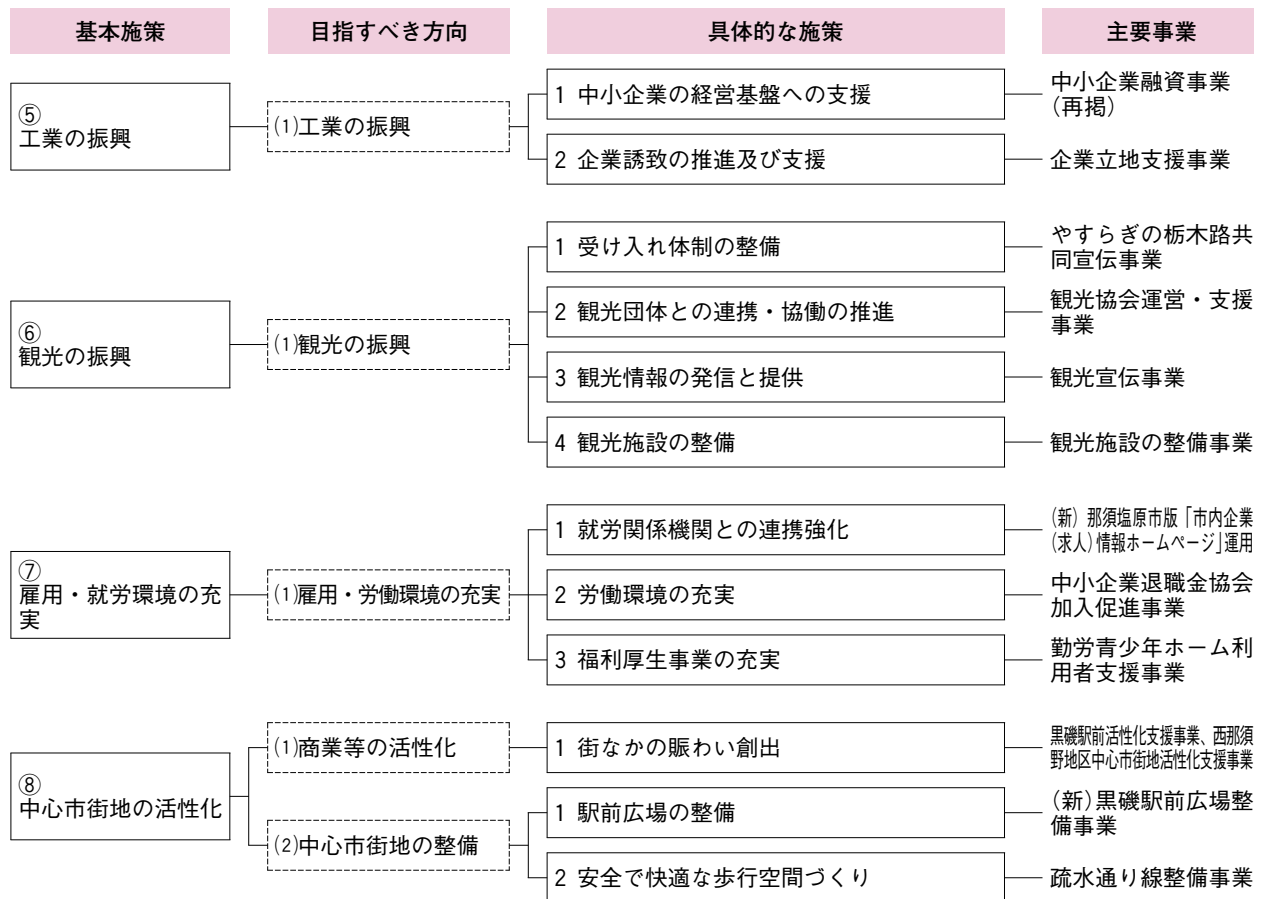 基本施策
目指すべき方向
具体的な施策
主要事業
⑤
工業の振興
⑴工業の振興
1 中小企業の経営基盤への支援
中小企業融資事業
(再掲)
2 企業誘致の推進及び支援
企業立地支援事業
⑥
観光の振興
⑴観光の振興
1 受け入れ体制の整備
やすらぎの栃木路共
同宣伝事業
2 観光団体との連携・協働の推進
観光協会運営・支援
事業
3 観光情報の発信と提供
観光宣伝事業
4 観光施設の整備
観光施設の整備事業
⑦
雇用・就労環境の充
実
⑴雇用・労働環境の充実
1 就労関係機関との連携強化
(新) 那須塩原市版「市内企業
(求人)情報ホームページ」運用
2 労働環境の充実
中小企業退職金協会
加入促進事業
3 福利厚生事業の充実
勤労青少年ホーム利
用者支援事業
⑧
中心市街地の活性化
⑴商業等の活性化
1 街なかの賑わい創出
黒磯駅前活性化支援事業、西那須
野地区中心市街地活性化支援事業
⑵中心市街地の整備
1 駅前広場の整備
(新)黒磯駅前広場整
備事業
2 安全で快適な歩行空間づくり
疏水通り線整備事業